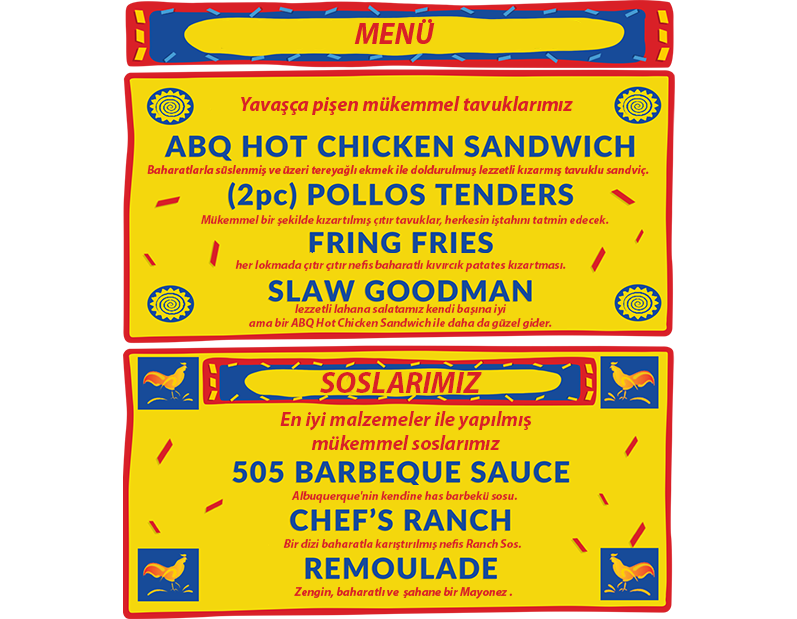 MENÜ
Yavaşça pişen mükemmel tavuklarımız
ABQ HOT CHICKEN SANDWICH
Baharatlarla süslenmiş ve üzeri tereyağlı ekmek ile doldurulmuş lezzetli kızarmış tavuklu sandviç.
(2pc) POLLOS TENDERS
Mükemmel bir şekilde kızartılmış çıtır tavuklar, herkesin iştahını tatmin edecek.
FRING FRIES
her lokmada çıtır çıtır nefis baharatlı kıvırcık patates kızartması.
SLAW GOODMAN
lezzetli lahana salatamız kendi başına iyi
ama bir ABQ Hot Chicken Sandwich ile daha da güzel gider.
SOSLARIMIZ
En iyi malzemeler ile yapılmış
mükemmel soslarımız
505 BARBEQUE SAUCE
Albuquerque'nin kendine has barbekü sosu.
CHEF'S RANCH
Bir dizi baharatla karıştırılmış nefis Ranch Sos.
REMOULADE
Zengin, baharatlı ve şahane bir Mayonez .